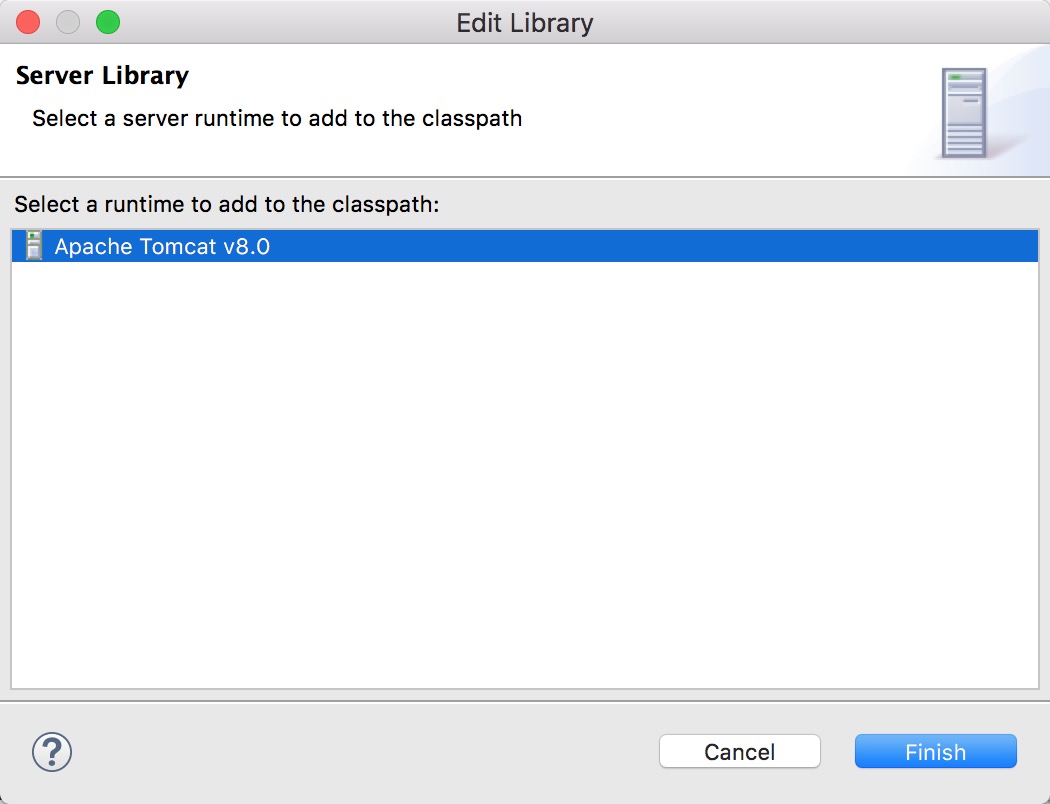 Edit Library
Server Library
Select a server runtime to add to the classpath
Select a runtime to add to the classpath:
Apache Tomcat v8.0
?
Cancel
Finish